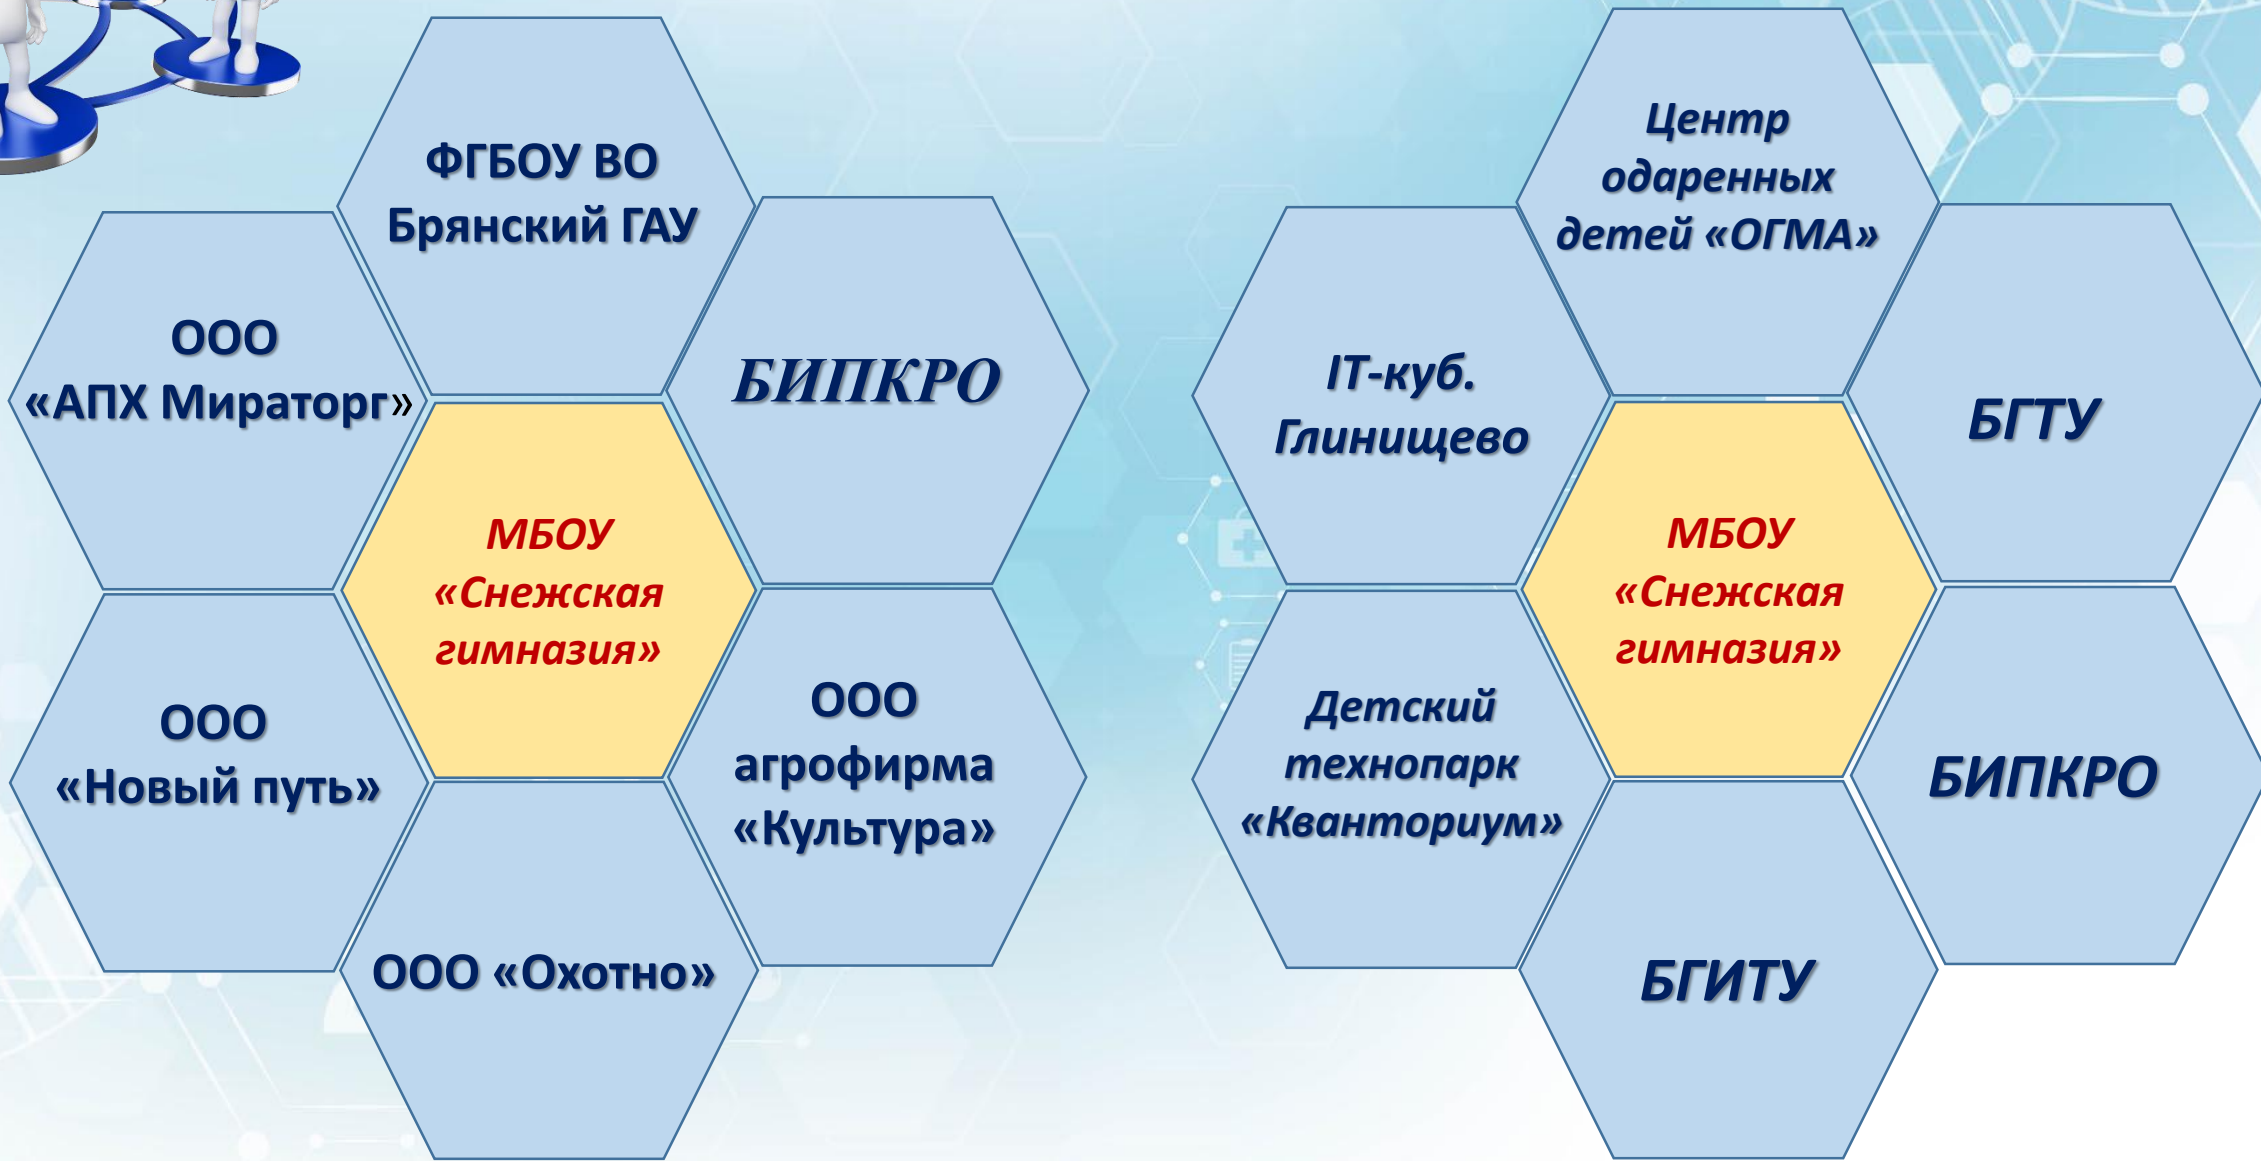 ФГБОУ ВО
Брянский ГАУ
ООО
«АПХ Мираторг»
БИПКРО
МБОУ
«Снежская
гимназия»
ООО
«Новый путь»
ООО
агрофирма
«Культура»
ООО «Охотно»
Центр
одаренных
детей «ОГМА»
IT-куб.
Глинищево
БГТУ
МБОУ
«Снежская
гимназия»
Детский
технопарк
«Кванториум»
БИПКРО
БГИТУ